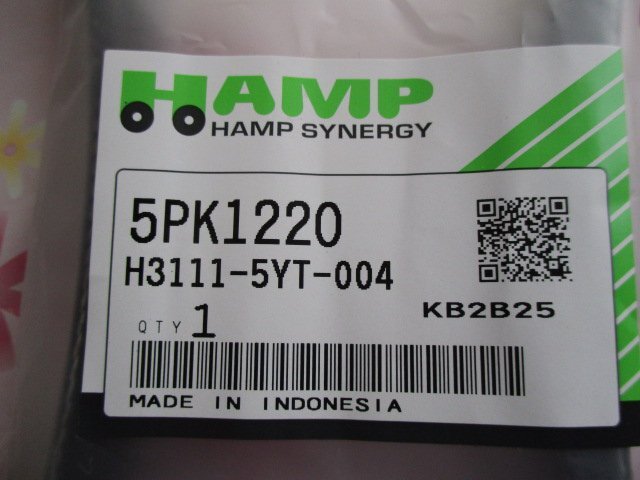 HAMP
HAMP SYNERGY
5PK1220
H3111-5YT-004
KB2B25
QTY 1
MADE IN INDONESIA